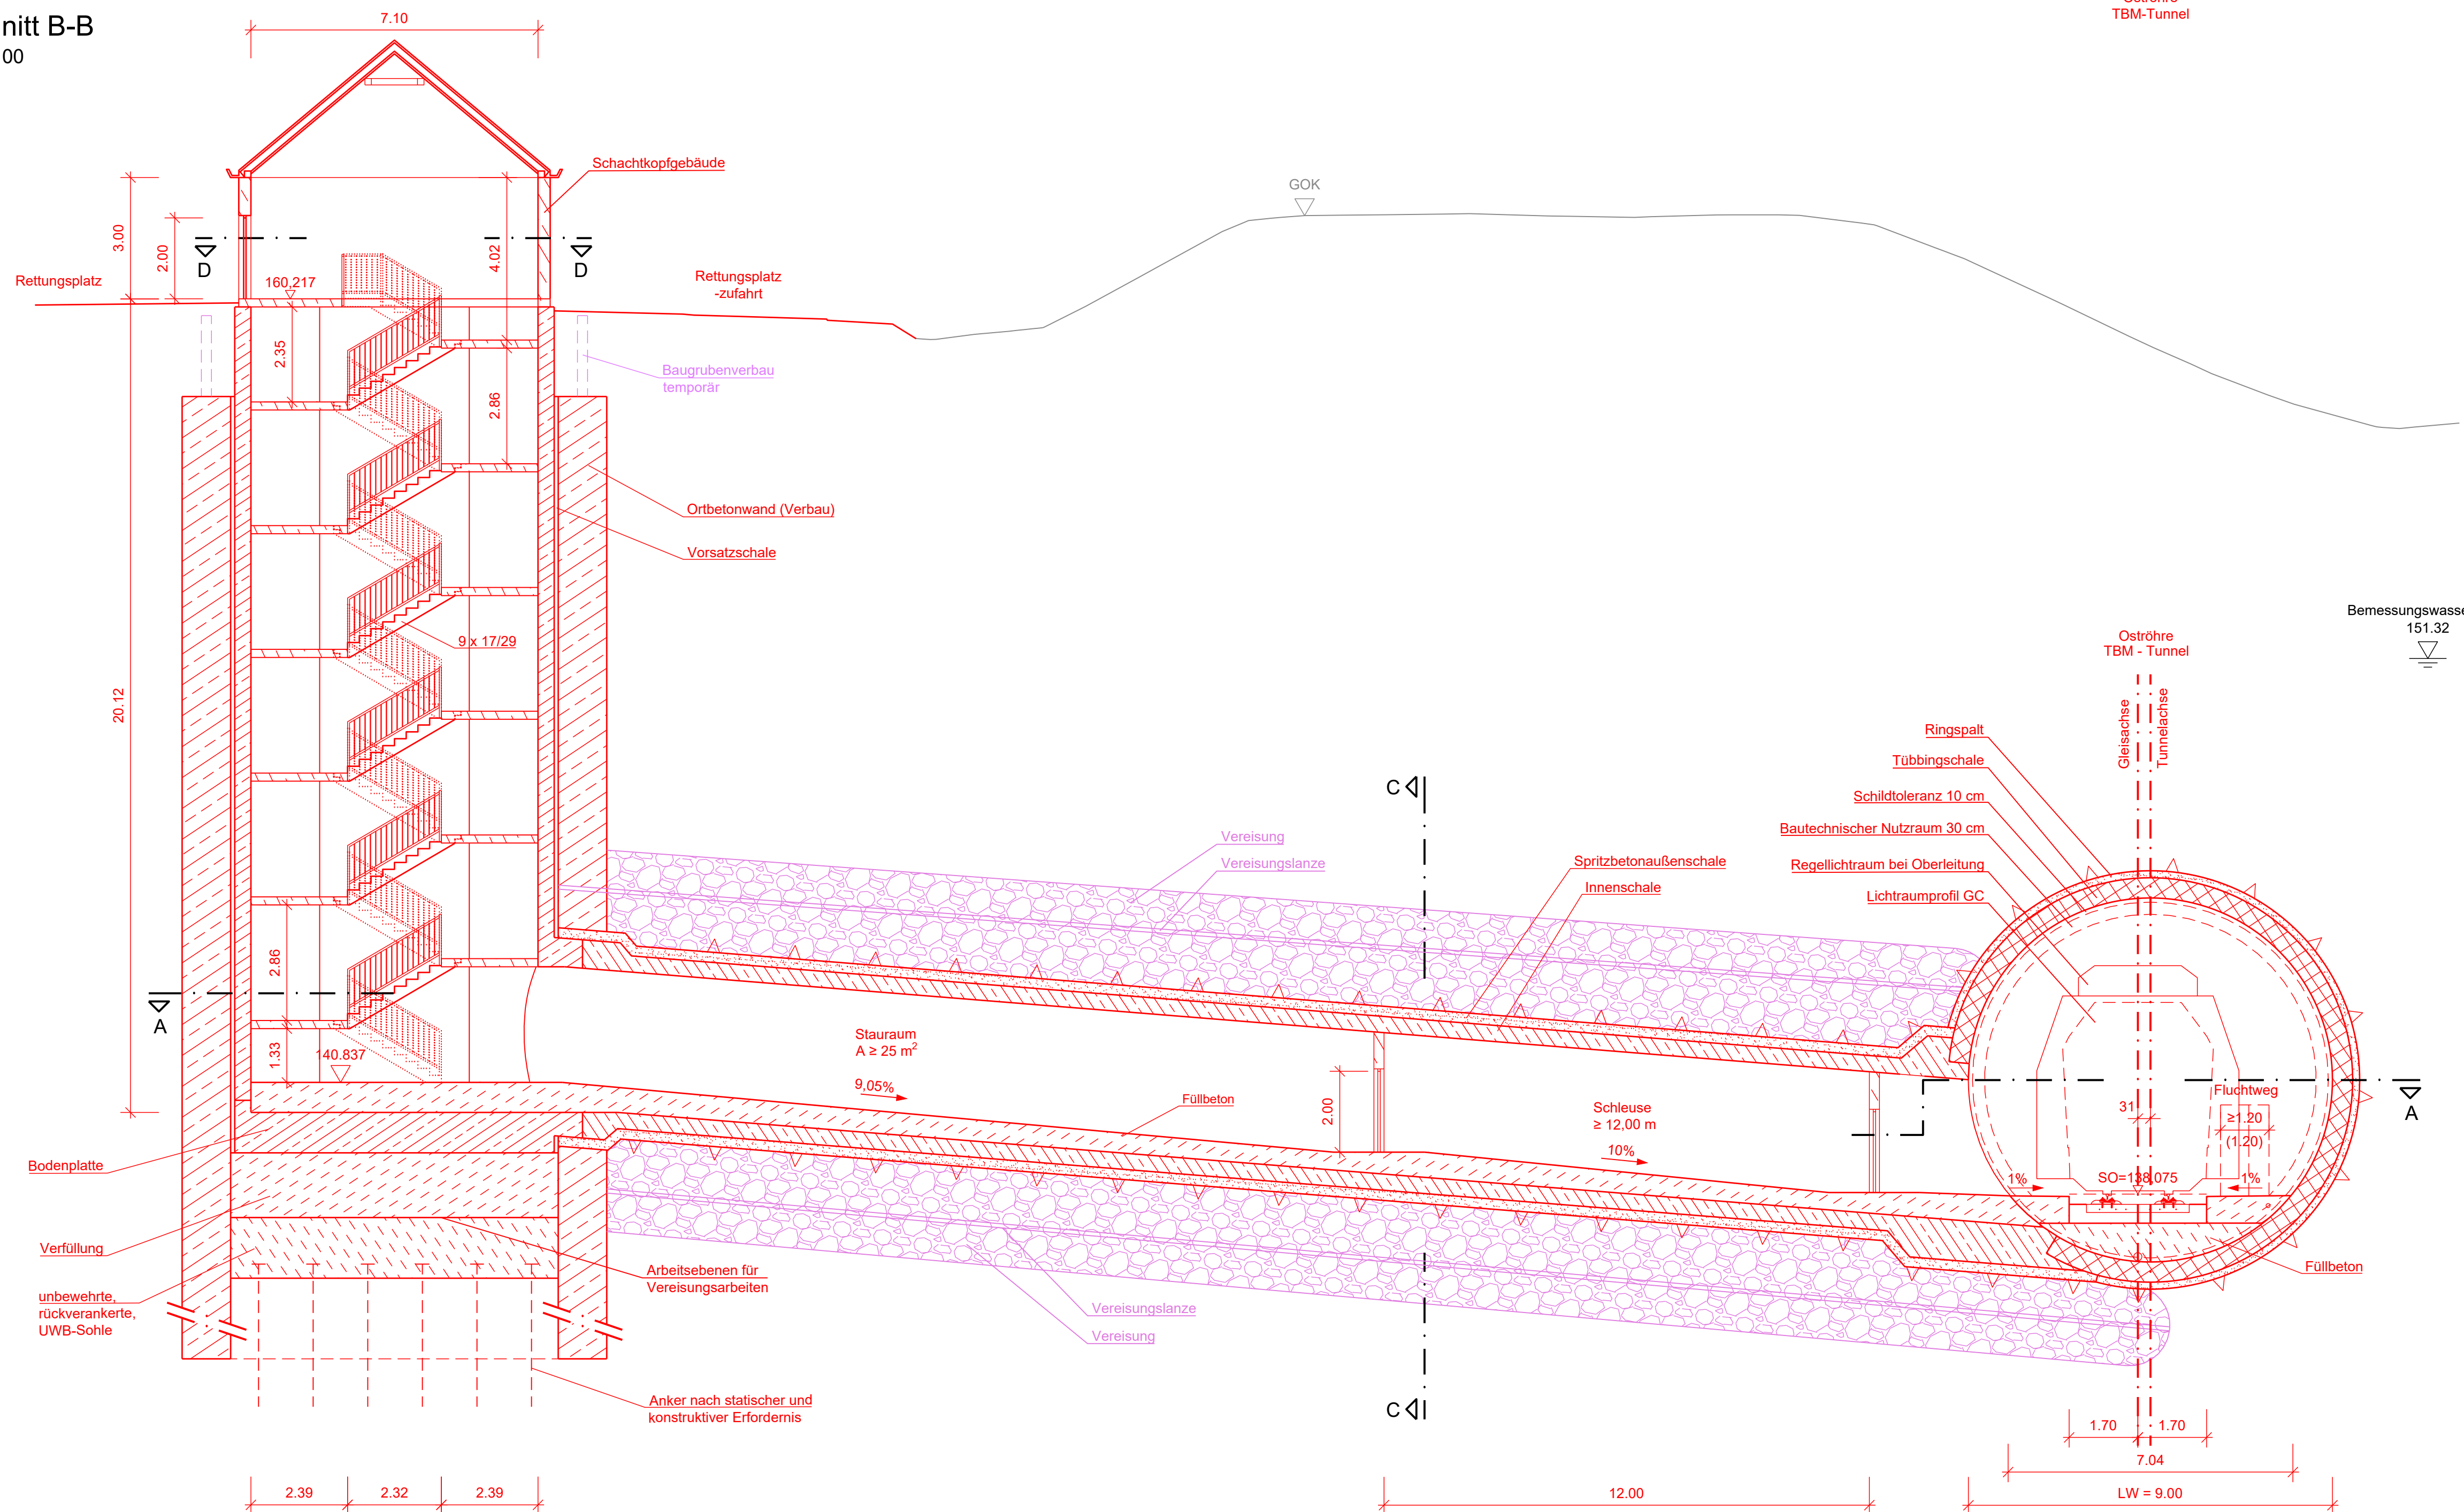 nitt B-B
00
7.10
TBM-Tunnel
Schachtkopfgebäude
GOK
3.00
2.00
4.02
D
D
Rettungsplatz
160,217
Rettungsplatz
-zufahrt
2.35
Baugrubenverbau
temporär
2.86
Ortbetonwand (Verbau)
Vorsatzschale
9 x 17/29
20.12
Bemessungswasse
151.32
Oströhre
TBM - Tunnel
Gleisachse
Tunnelachse
Ringspalt
Tübbingschale
Schildtoleranz 10 cm
Bautechnischer Nutzraum 30 cm
Regellichtraum bei Oberleitung
Lichtraumprofil GC
C
Vereisung
Vereisungslanze
Spritzbetonaußenschale
Innenschale
2.86
A
1.33
140.837
Stauraum
A ≥ 25 m²
9,05%
Füllbeton
2.00
Schleuse
≥ 12,00 m
10%
Fluchtweg
31
≥1.20
(1.20)
A
1%
SO=138,075
1%
Bodenplatte
Verfüllung
unbewehrte,
rückverankerte,
UWB-Sohle
Arbeitsebenen für
Vereisungsarbeiten
Vereisungslanze
Vereisung
Füllbeton
Anker nach statischer und
konstruktiver Erfordernis
C
1.70
1.70
7.04
2.39
2.32
2.39
12.00
LW = 9.00